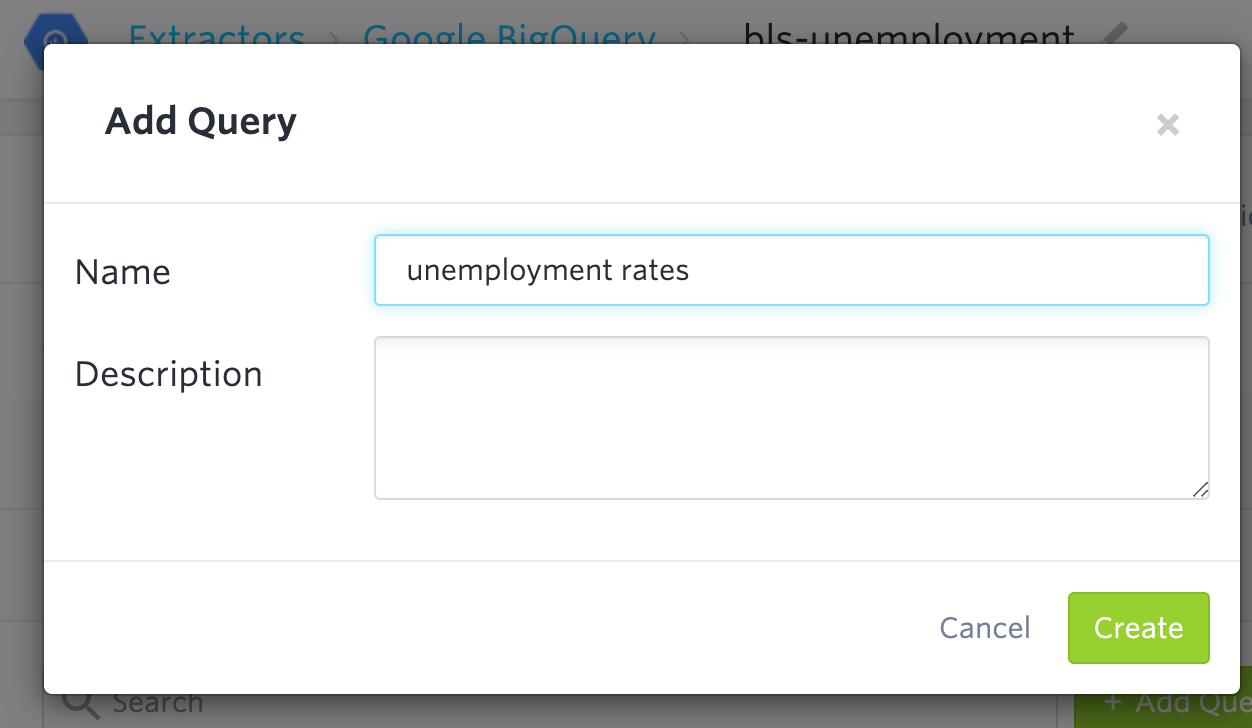 Extractors > Google BigQuery > bls-unemployment
Add Query
×
Name
unemployment rates
Description
Cancel
Create
Search
+ Add Que